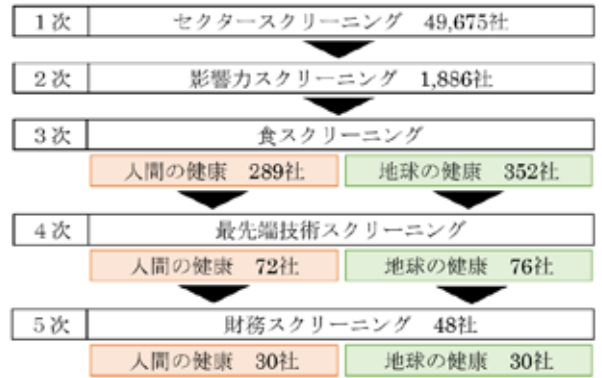 1次 セクタースクリーニング 49,675社
2次 影響力スクリーニング 1,886社
3次 食スクリーニング
人間の健康 289社 地球の健康 352社
4次 最先端技術スクリーニング
人間の健康 72社 地球の健康 76社
5次 財務スクリーニング 48社
人間の健康 30社 地球の健康 30社